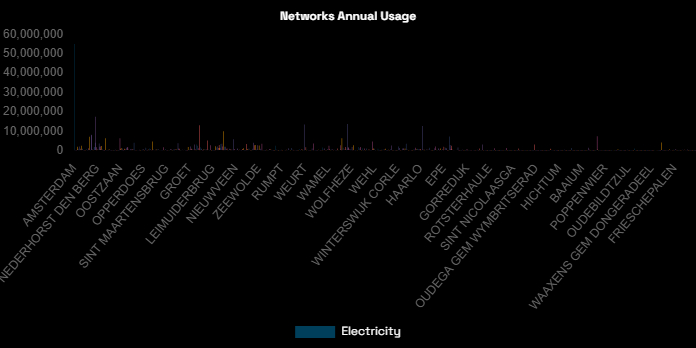 Networks Annual Usage
60,000,000
50,000,000
40,000,000
30,000,000
20,000,000
10,000,000
0
AMSTERDAM
NEDERHORST DEN BERG
OOSTZAAN
OPPERDOES
SINT MAARTENSBRUG
GROET
LEIMUIDERBRUG
NIEUWVEEN
ZEEWOLDE
RUMPT
WEURT
WAMEL
WOLFHEZE
WEHL
WINTERSWIJK CORLE
HAARLO
EPE
GORREDIJK
ROTSTERHAULE
SINT NICOLAASGA
OUDEGA GEM WYMBRITSERAD
HICHTUM
BAAIUM
POPPENWIER
OUDEBILDTZIJL
WAAXENS GEM DONGERADEEL
FRIESCHEPALEN
Electricity